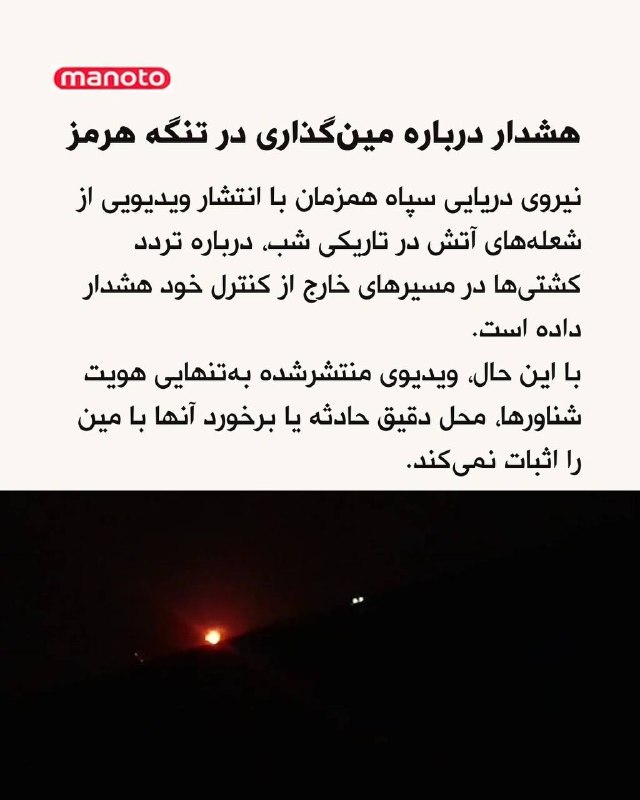 manoto
هشدار درباره مین‌گذاری در تنگه هرمز
نیروی دریایی سپاه همزمان با انتشار ویدیویی از
شعله‌های آتش در تاریکی شب، درباره تردد
کشتی‌ها در مسیرهای خارج از کنترل خود هشدار
داده است.
با این حال، ویدیوی منتشرشده به‌تنهایی هویت
شناورها، محل دقیق حادثه یا برخورد آنها با مین
را اثبات نمی‌کند.